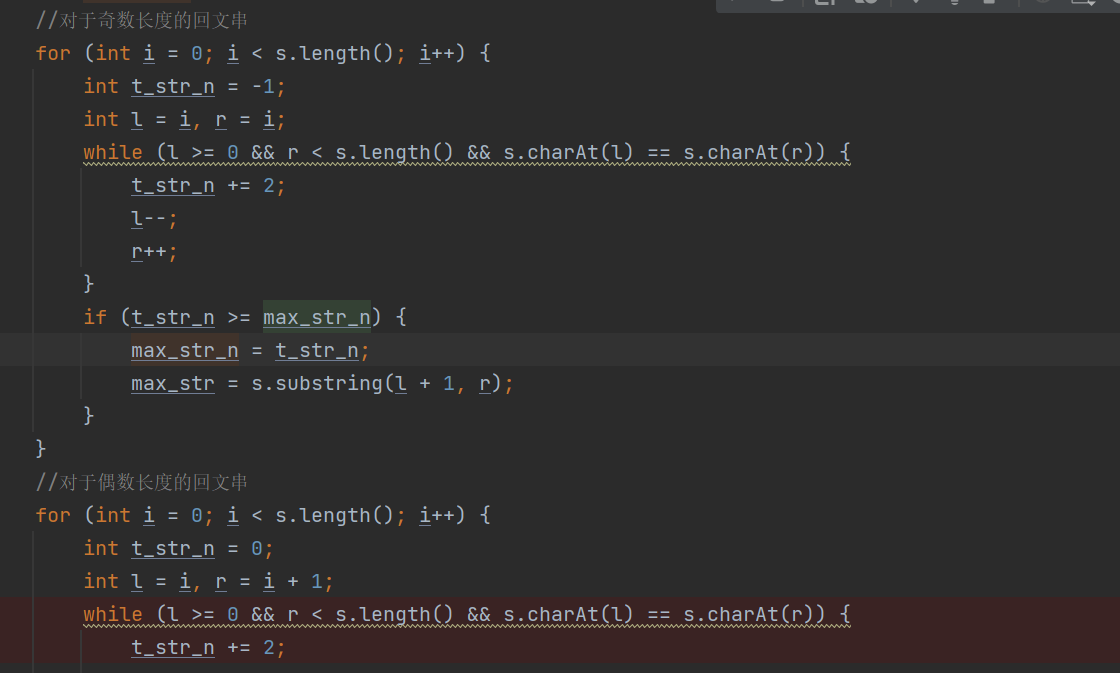 //对于奇数长度的回文串
for (int i = 0; i < s.length(); i++) {
    int t_str_n = -1;
    int l = i, r = i;
    while (l >= 0 && r < s.length() && s.charAt(l) == s.charAt(r)) {
        t_str_n += 2;
        l--;
        r++;
    }
    if (t_str_n >= max_str_n) {
        max_str_n = t_str_n;
        max_str = s.substring(l + 1, r);
    }
}
//对于偶数长度的回文串
for (int i = 0; i < s.length(); i++) {
    int t_str_n = 0;
    int l = i, r = i + 1;
    while (l >= 0 && r < s.length() && s.charAt(l) == s.charAt(r)) {
        t_str_n += 2;